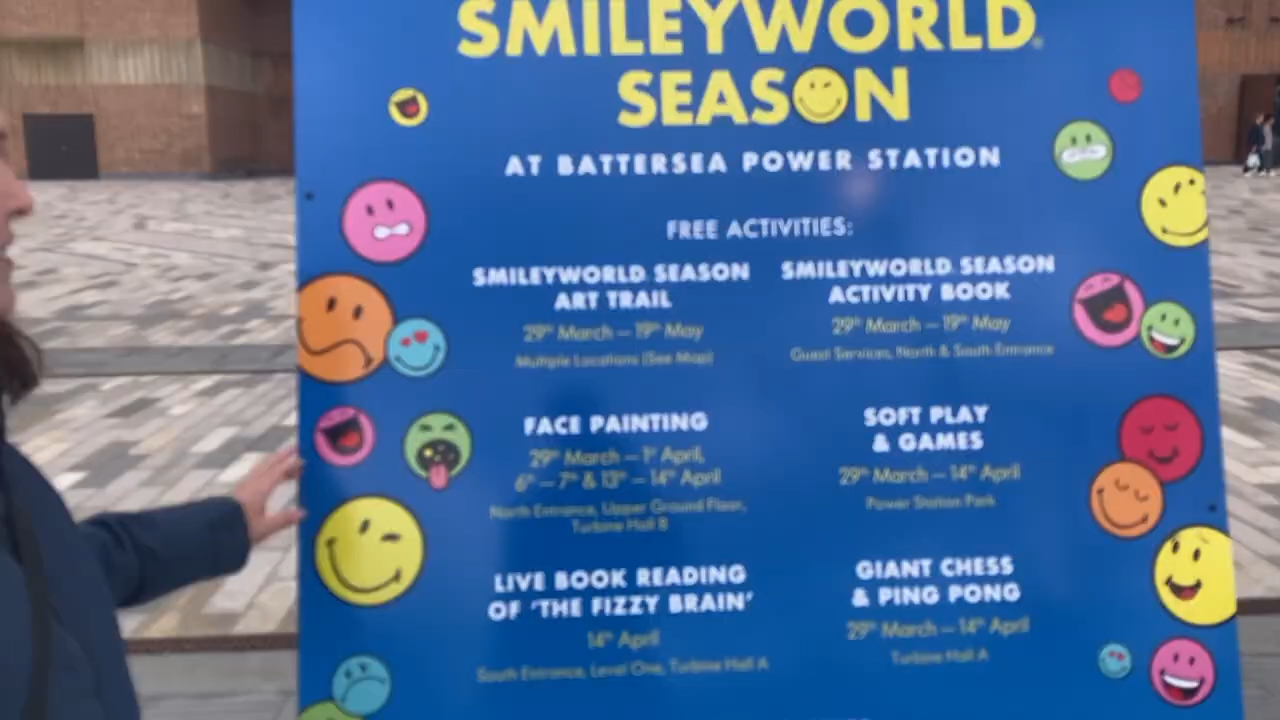 SMILEYWORLD
SEASON
AT BATTERSEA POWER STATION
FREE ACTIVITIES:
SMILEYWORLD SEASON
ART TRAIL
29th March – 19th May
Multiple Locations (See Map)
SMILEYWORLD SEASON
ACTIVITY BOOK
29th March – 19th May
Guest Services, North & South Entrance
FACE PAINTING
29th March – 1st April,
6th – 7th & 13th – 14th April
North Entrance, Upper Ground Floor,
Turbine Hall B
SOFT PLAY
& GAMES
29th March – 14th April
Power Station Park
LIVE BOOK READING
OF 'THE FIZZY BRAIN'
14th April
South Entrance, Level One, Turbine Hall A
GIANT CHESS
& PING PONG
29th March – 14th April
Turbine Hall A